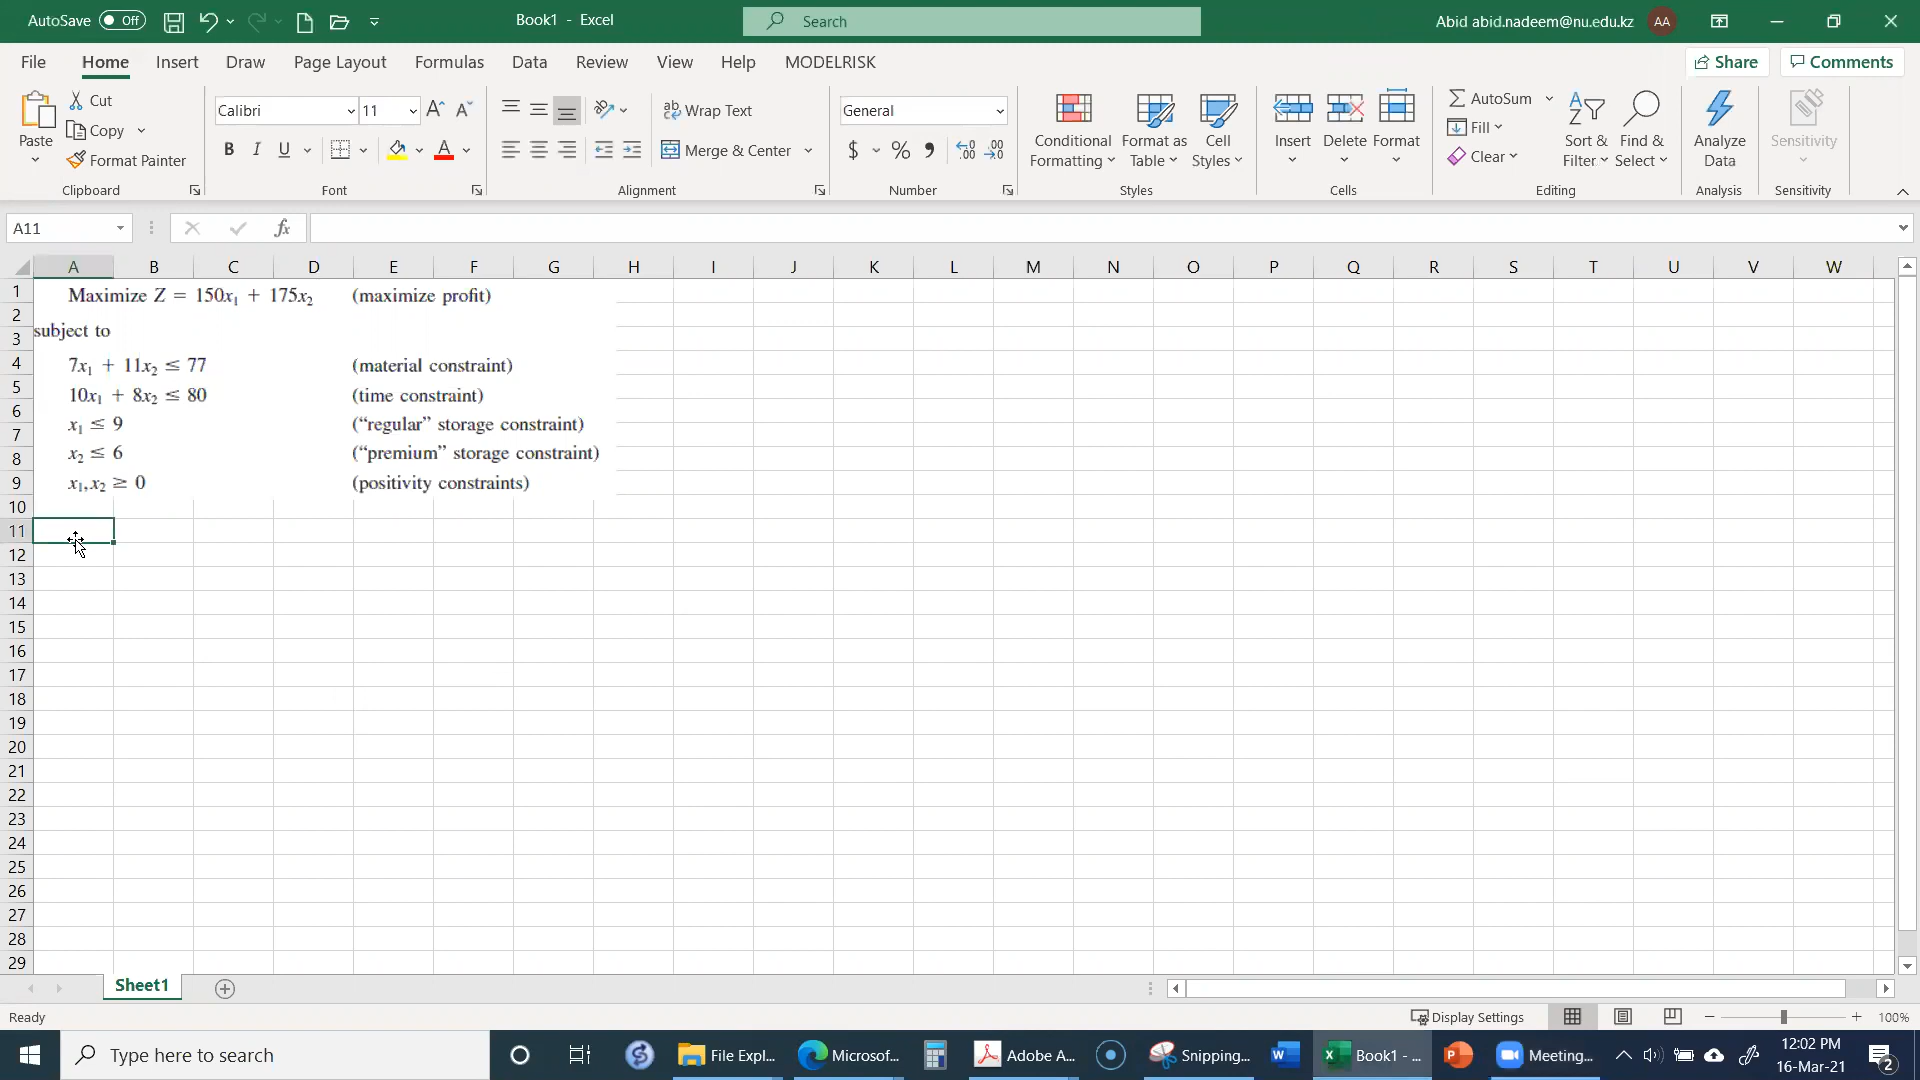 AutoSave Off Book1 - Excel Search Abid abid.nadeem@nu.edu.kz AA
File Home Insert Draw Page Layout Formulas Data Review View Help MODELRISK Share Comments
Paste Cut Copy Format Painter Clipboard
Calibri 11 B I U A Font
ab Wrap Text Merge & Center Alignment
General $ % Number
Conditional Formatting Format as Table Cell Styles Styles
Insert Delete Format Cells
AutoSum Fill Clear Sort & Filter Find & Select Editing
Analyze Data Analysis
Sensitivity Sensitivity
A11 fx
A B C D E F G H I J K L M N O P Q R S T U V W
1
2
3
4
5
6
7
8
9
10
11
12
13
14
15
16
17
18
19
20
21
22
23
24
25
26
27
28
29
Maximize Z = 150x₁ + 175x₂ (maximize profit)
subject to
7x₁ + 11x₂ ≤ 77 (material constraint)
10x₁ + 8x₂ ≤ 80 (time constraint)
x₁ ≤ 9 (“regular” storage constraint)
x₂ ≤ 6 (“premium” storage constraint)
x₁,x₂ ≥ 0 (positivity constraints)
Sheet1
Ready Display Settings 100%
Type here to search File Expl... Microsof... Adobe A... Snipping... Book1 - ... Meeting... 12:02 PM
16-Mar-21 2